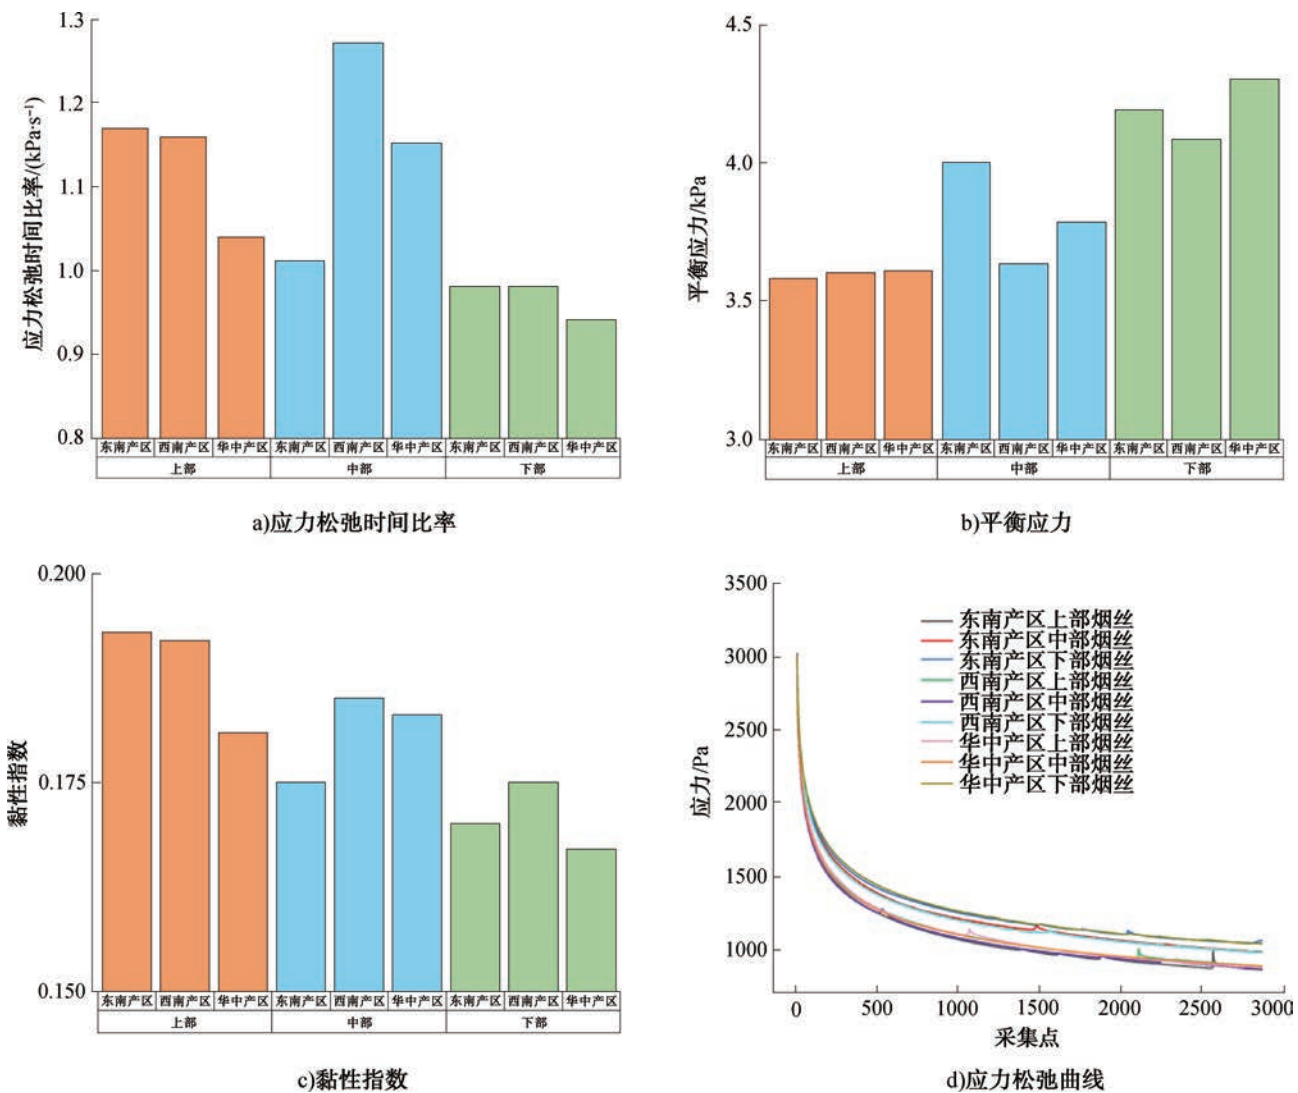 1.3
1.2
1.1
1.0
0.9
0.8
应力松弛时间比率/(kPa·s⁻¹)
东南产区 西南产区 华中产区 东南产区 西南产区 华中产区 东南产区 西南产区 华中产区
上部 中部 下部
a)应力松弛时间比率
4.5
4.0
3.5
3.0
平衡应力/kPa
东南产区 西南产区 华中产区 东南产区 西南产区 华中产区 东南产区 西南产区 华中产区
上部 中部 下部
b)平衡应力
0.200
0.175
0.150
黏性指数
东南产区 西南产区 华中产区 东南产区 西南产区 华中产区 东南产区 西南产区 华中产区
上部 中部 下部
c)黏性指数
3500
3000
2500
2000
1500
1000
应力/Pa
东南产区上部烟丝
东南产区中部烟丝
东南产区下部烟丝
西南产区上部烟丝
西南产区中部烟丝
西南产区下部烟丝
华中产区上部烟丝
华中产区中部烟丝
华中产区下部烟丝
0 500 1000 1500 2000 2500 3000
采集点
d)应力松弛曲线